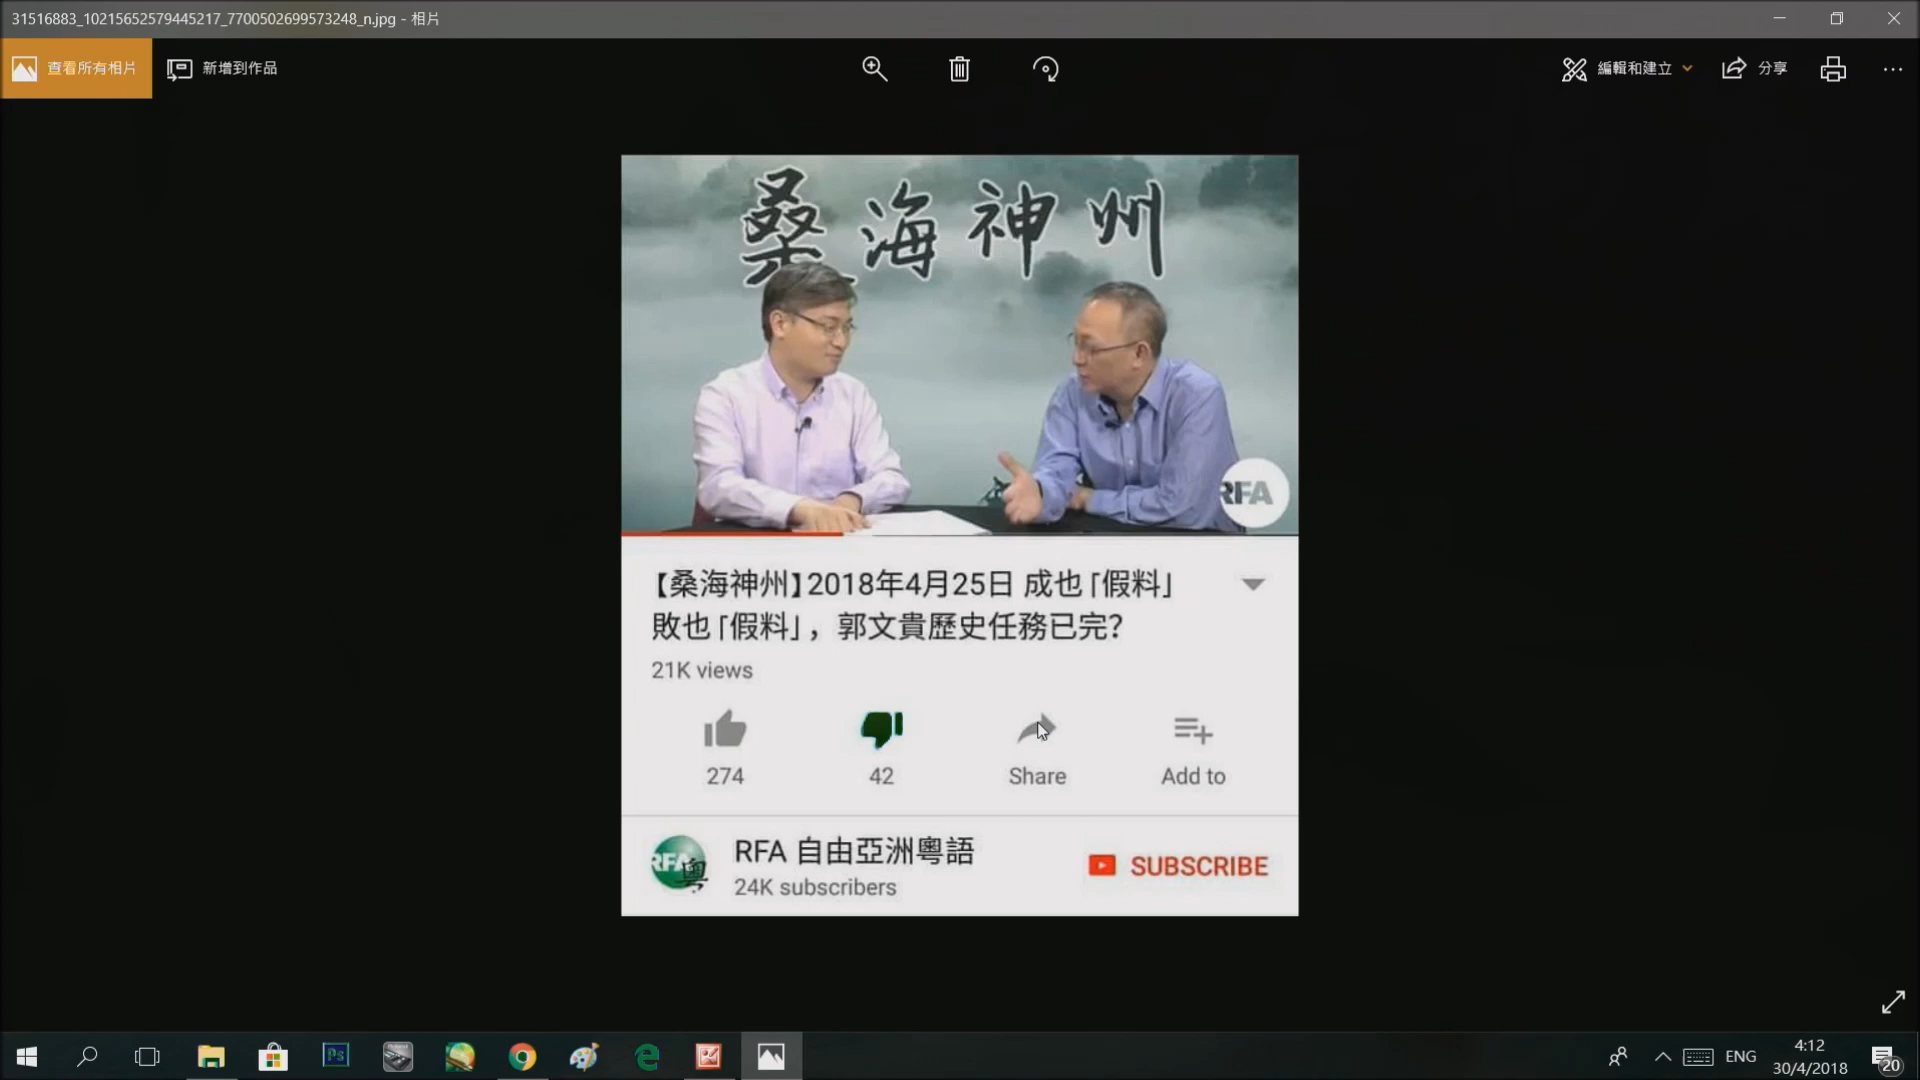 31516883_10215652579445217_7700502699573248_n.jpg - 相片
查看所有相片
新增到作品
編輯和建立
分享
桑海神州
RFA
【桑海神州】2018年4月25日 成也「假料」
敗也「假料」，郭文貴歷史任務已完？
21K views
274
42
Share
Add to
RFA 粵
RFA 自由亞洲粵語
24K subscribers
SUBSCRIBE
Ps
ENG
4:12
30/4/2018
20